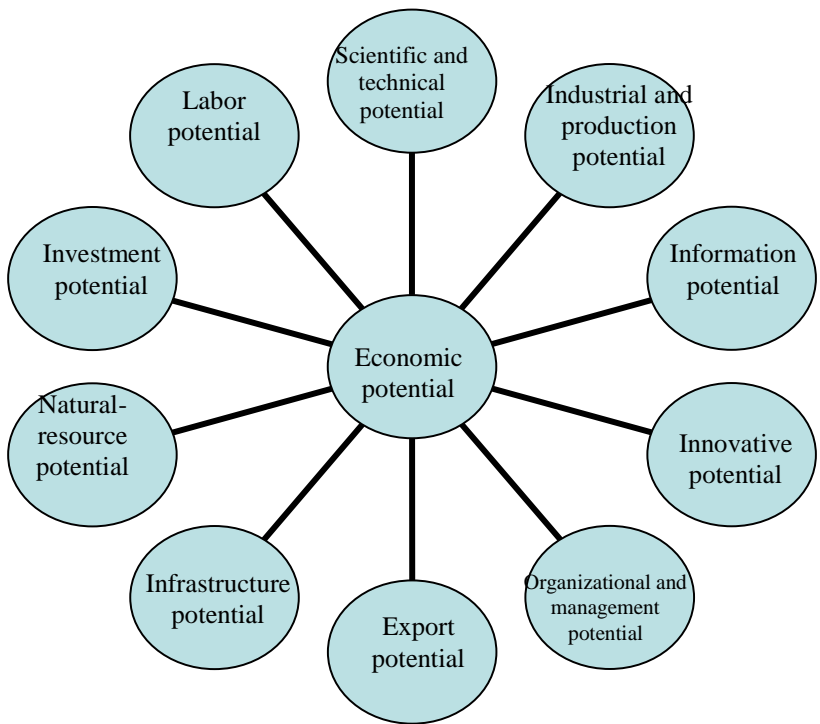 Scientific and
technical
potential
Labor
potential
Industrial and
production
potential
Investment
potential
Information
potential
Economic
potential
Natural-
resource
potential
Innovative
potential
Infrastructure
potential
Organizational and
management
potential
Export
potential